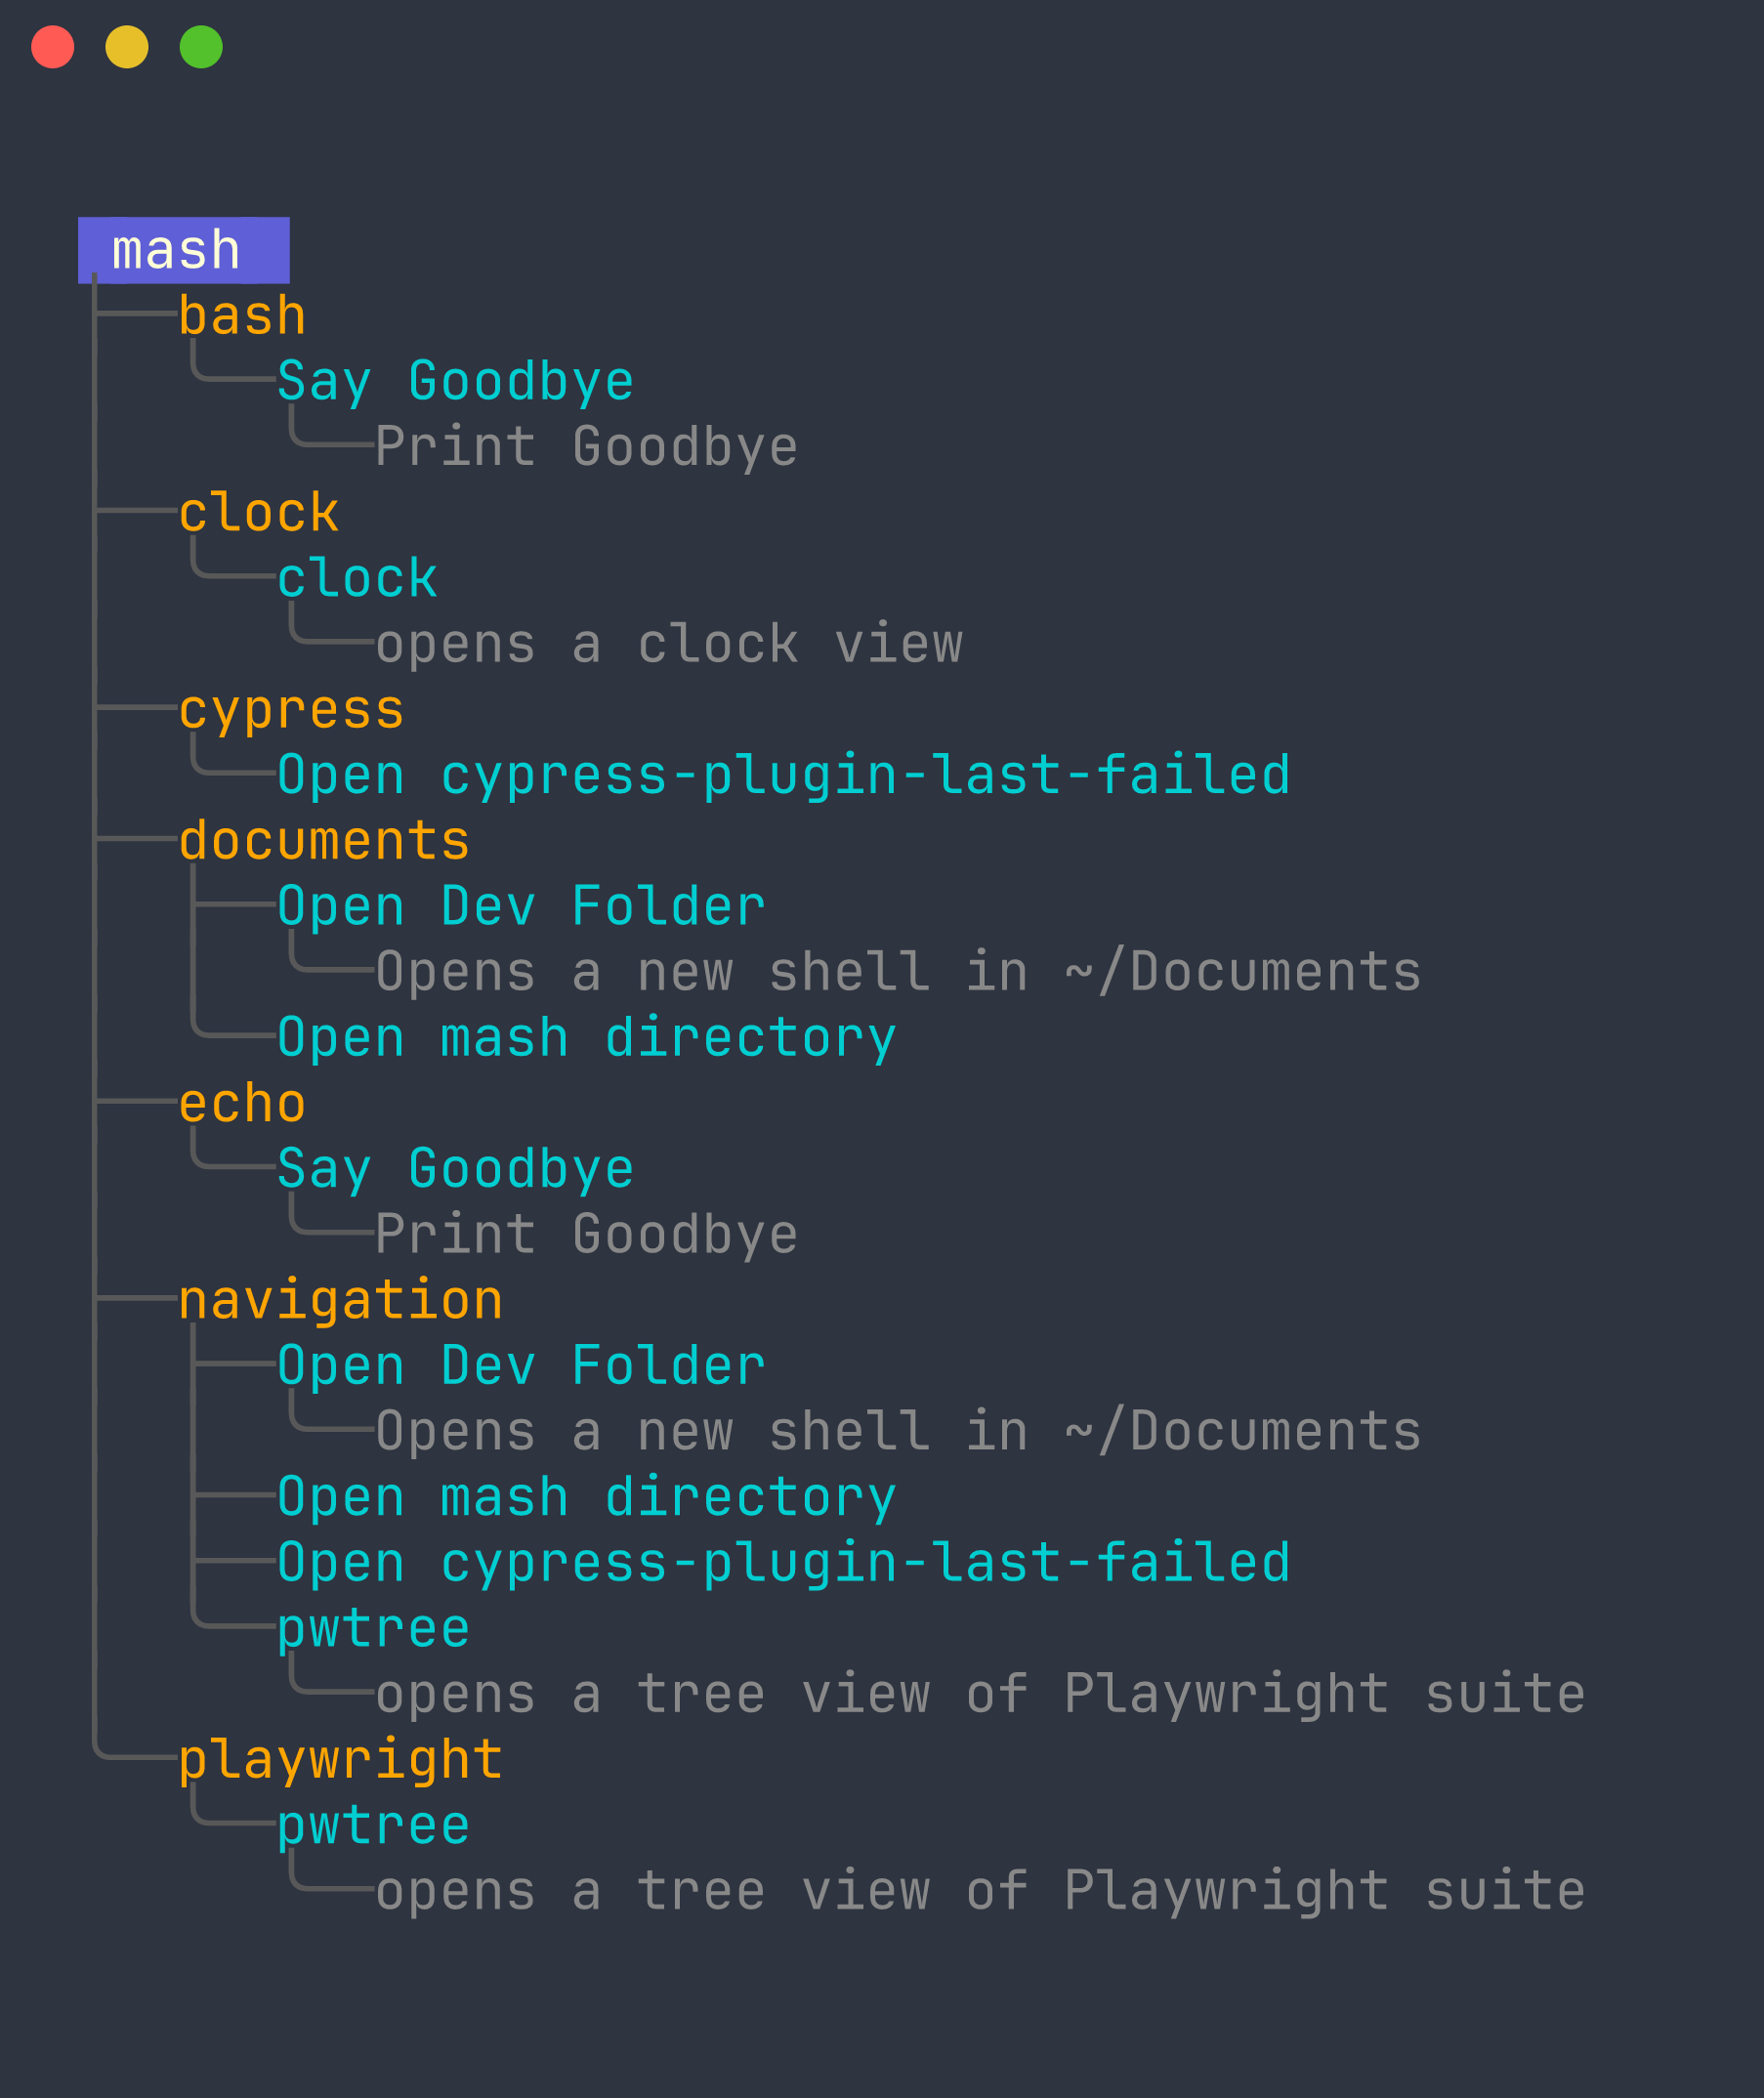 mash
bash
Say Goodbye
Print Goodbye
clock
clock
opens a clock view
cypress
Open cypress-plugin-last-failed
documents
Open Dev Folder
Opens a new shell in ~/Documents
Open mash directory
echo
Say Goodbye
Print Goodbye
navigation
Open Dev Folder
Opens a new shell in ~/Documents
Open mash directory
Open cypress-plugin-last-failed
pwtree
opens a tree view of Playwright suite
playwright
pwtree
opens a tree view of Playwright suite